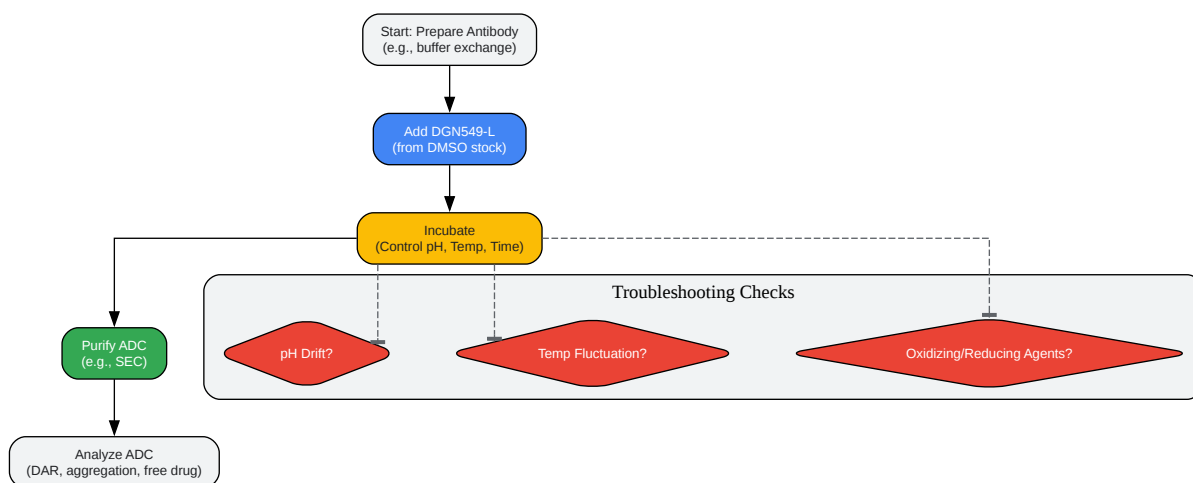 Start: Prepare Antibody
(e.g., buffer exchange)
Add DGN549-L
(from DMSO stock)
Incubate
(Control pH, Temp, Time)
Troubleshooting Checks
pH Drift?
Temp Fluctuation?
Oxidizing/Reducing Agents?
Purify ADC
(e.g., SEC)
Analyze ADC
(DAR, aggregation, free drug)